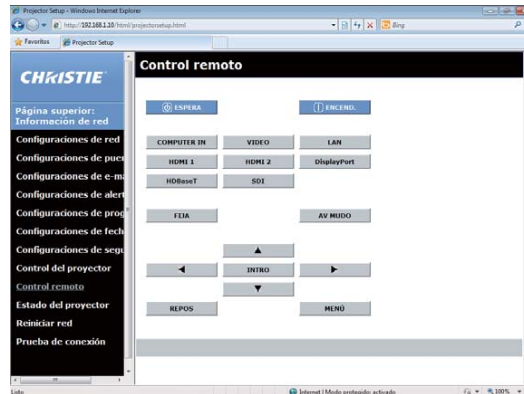 Projector Setup - Windows Internet Explorer
http://192.168.1.10/html/projectorsetup.html
Bing
Favoritos
Projector Setup
CHRISTIE
Control remoto
Página superior:
Información de red
Configuraciones de red
Configuraciones de puer
Configuraciones de e-ma
Configuraciones de alert
Configuraciones de prog
Configuraciones de fech
Configuraciones de segu
Control del proyector
Control remoto
Estado del proyector
Reiniciar red
Prueba de conexión
ESPERA
ENCEND.
COMPUTER IN
VIDEO
LAN
HDMI 1
HDMI 2
DisplayPort
HDBaseT
SDI
FIJA
AV MUDO
INTRO
REPOS
MENÚ
Listo
Internet | Modo protegido: activado
100%